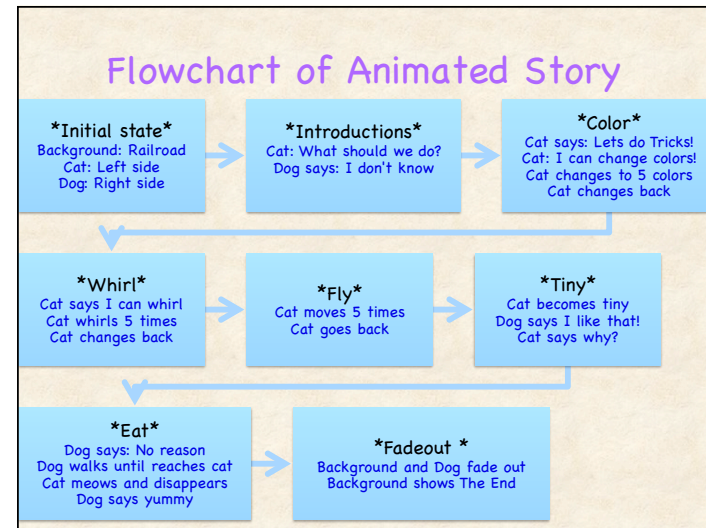 Flowchart of Animated Story
*Initial state*
Background: Railroad
Cat: Left side
Dog: Right side
*Introductions*
Cat: What should we do?
Dog says: I don't know
*Color*
Cat says: Lets do Tricks!
Cat: I can change colors!
Cat changes to 5 colors
Cat changes back
*Whirl*
Cat says I can whirl
Cat whirls 5 times
Cat changes back
*Fly*
Cat moves 5 times
Cat goes back
*Tiny*
Cat becomes tiny
Dog says I like that!
Cat says why?
*Eat*
Dog says: No reason
Dog walks until reaches cat
Cat meows and disappears
Dog says yummy
*Fadeout *
Background and Dog fade out
Background shows The End